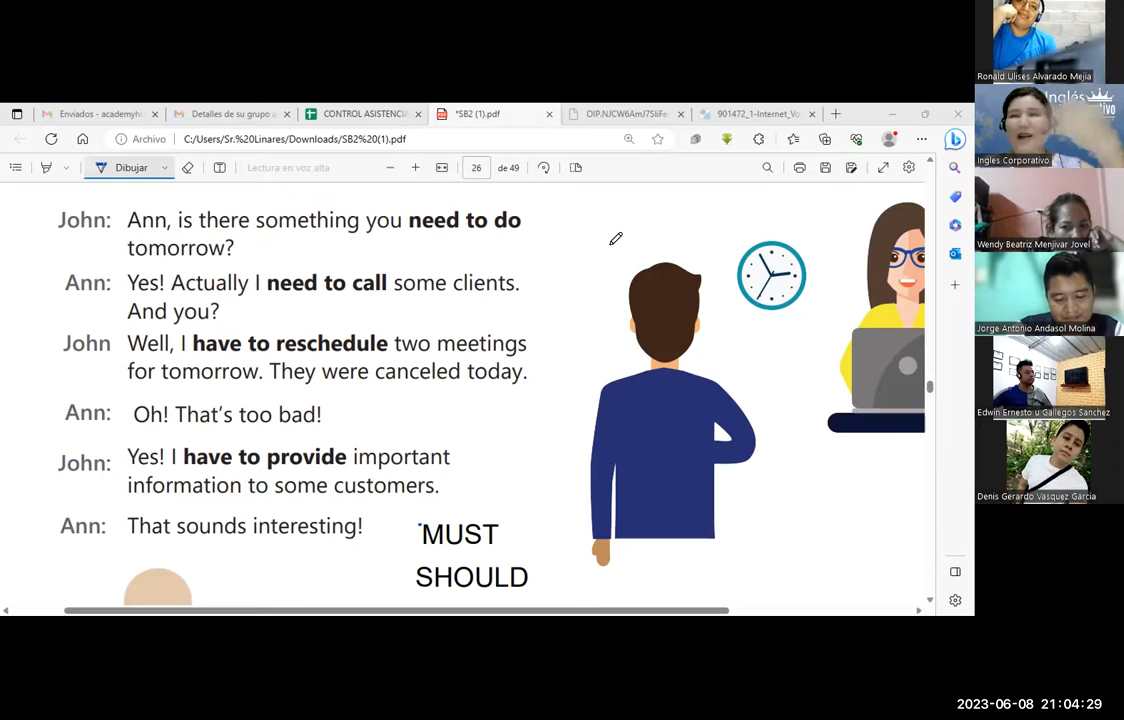 Enviados - academyh
Detalles de su grupo a
CONTROL ASISTENCIA
*SB2 (1).pdf
OIP.NJCW6AmJ7SliFe
901472_1-Internet_Vo
Archivo
C:/Users/Sr.%20Linares/Downloads/SB2%20(1).pdf
Dibujar
Lectura en voz alta
26
de 49
John: Ann, is there something you need to do
tomorrow?
Ann: Yes! Actually I need to call some clients.
And you?
John Well, I have to reschedule two meetings
for tomorrow. They were canceled today.
Ann: Oh! That's too bad!
John: Yes! I have to provide important
information to some customers.
Ann: That sounds interesting!
MUST
SHOULD
Ronald Ulises Alvarado Mejia
Inglés
Ingles Corporativo
Wendy Beatriz Menjivar Jovel
Jorge Antonio Andasol Molina
Edwin Ernesto u Gallegos Sanchez
Denis Gerardo Vasquez Garcia
2023-06-08 21:04:29